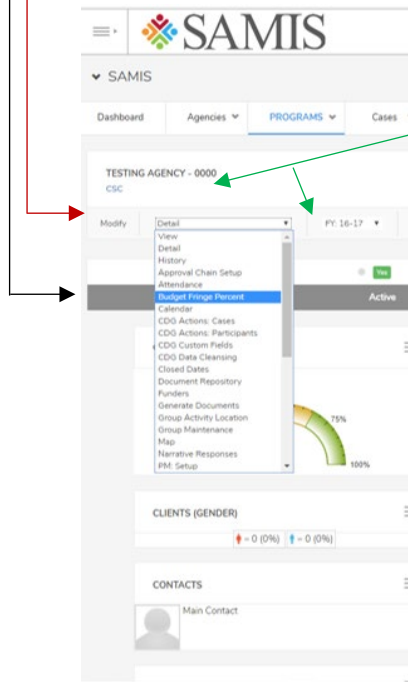 SAMIS
SAMIS
Dashboard Agencies PROGRAMS Cases
TESTING AGENCY - 0000
CSC
Modify Detail FY: 16-17
View
Detail
History
Approval Chain Setup
Attendance
Budget Fringe Percent
Calendar
CDG Actions: Cases
CDG Actions: Participants
CDG Custom Fields
CDG Data Cleansing
Closed Dates
Document Repository
Funders
Generate Documents
Group Activity Location
Group Maintenance
Map
Narrative Responses
PM: Setup
Yes
Active
75%
100%
CLIENTS (GENDER)
- 0 (0%) - 0 (0%)
CONTACTS
Main Contact